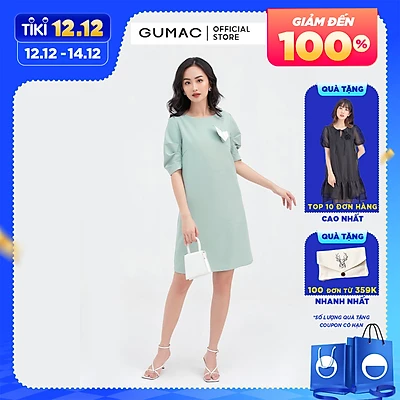 TiKi 12.12
12.12 - 14.12
GUMAC
OFFICIAL
STORE
GIẢM ĐẾN
100%
QUÀ TẶNG
TOP 10 ĐƠN HÀNG
CAO NHẤT
QUÀ TẶNG
100 ĐƠN TỪ 359K
NHANH NHẤT
*SỐ LƯỢNG QUÀ TẶNG
COUPON CÓ HẠN